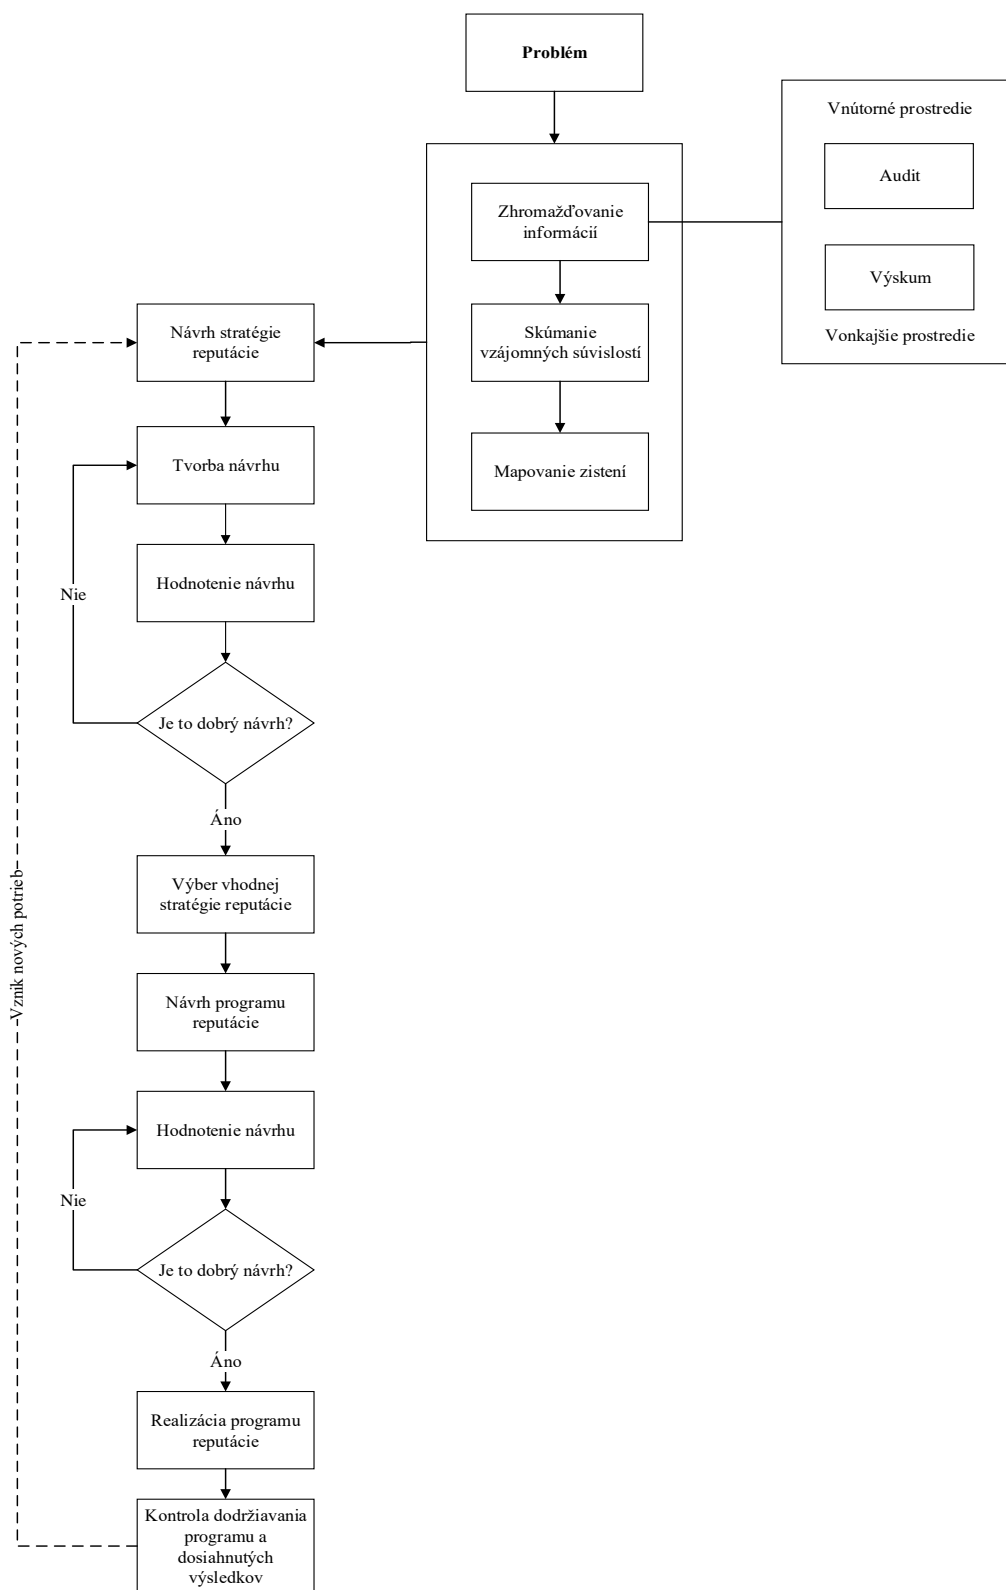 Problém
Vnútorné prostredie
Audit
Výskum
Vonkajšie prostredie
Zhromažďovanie
informácií
Skúmanie
vzájomných súvislostí
Mapovanie zistení
Návrh stratégie
reputácie
Tvorba návrhu
Hodnotenie návrhu
Nie
Je to dobrý návrh?
Áno
Výber vhodnej
stratégie reputácie
Vznik nových potrieb
Návrh programu
reputácie
Hodnotenie návrhu
Nie
Je to dobrý návrh?
Áno
Realizácia programu
reputácie
Kontrola dodržiavania
programu a
dosiahnutých
výsledkov